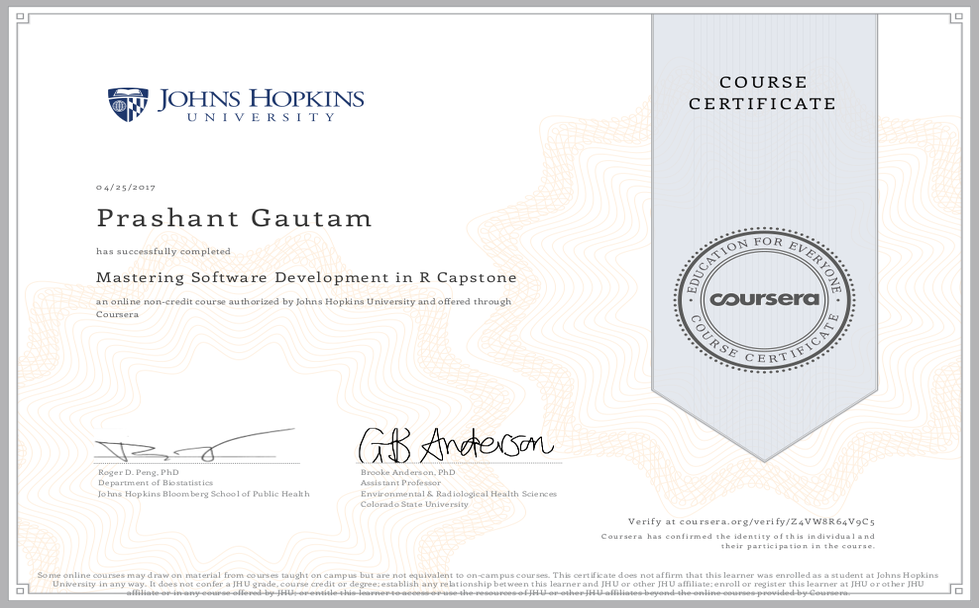 JOHNS HOPKINS
UNIVERSITY
COURSE
CERTIFICATE
04/25/2017
Prashant Gautam
has successfully completed
Mastering Software Development in R Capstone
an online non-credit course authorized by Johns Hopkins University and offered through
Coursera
EDUCATION FOR EVERYONE
coursera
COURSE CERTIFICATE
GB Anderson
Roger D. Peng, PhD
Department of Biostatistics
Johns Hopkins Bloomberg School of Public Health
Brooke Anderson, PhD
Assistant Professor
Environmental & Radiological Health Sciences
Colorado State University
Verify at coursera.org/verify/Z4VW8R64V9C5
Coursera has confirmed the identity of this individual and
their participation in the course.
Some online courses may draw on material from courses taught on campus but are not equivalent to on-campus courses. This certificate does not affirm that this learner was enrolled as a student at Johns Hopkins
University in any way. It does not confer a JHU grade, course credit or degree; establish any relationship between this learner and JHU or other JHU affiliate; enroll or register this learner at JHU or other JHU
affiliate or in any course offered by JHU; or entitle this learner to access or use the resources of JHU or other JHU affiliates beyond the online courses provided by Coursera.